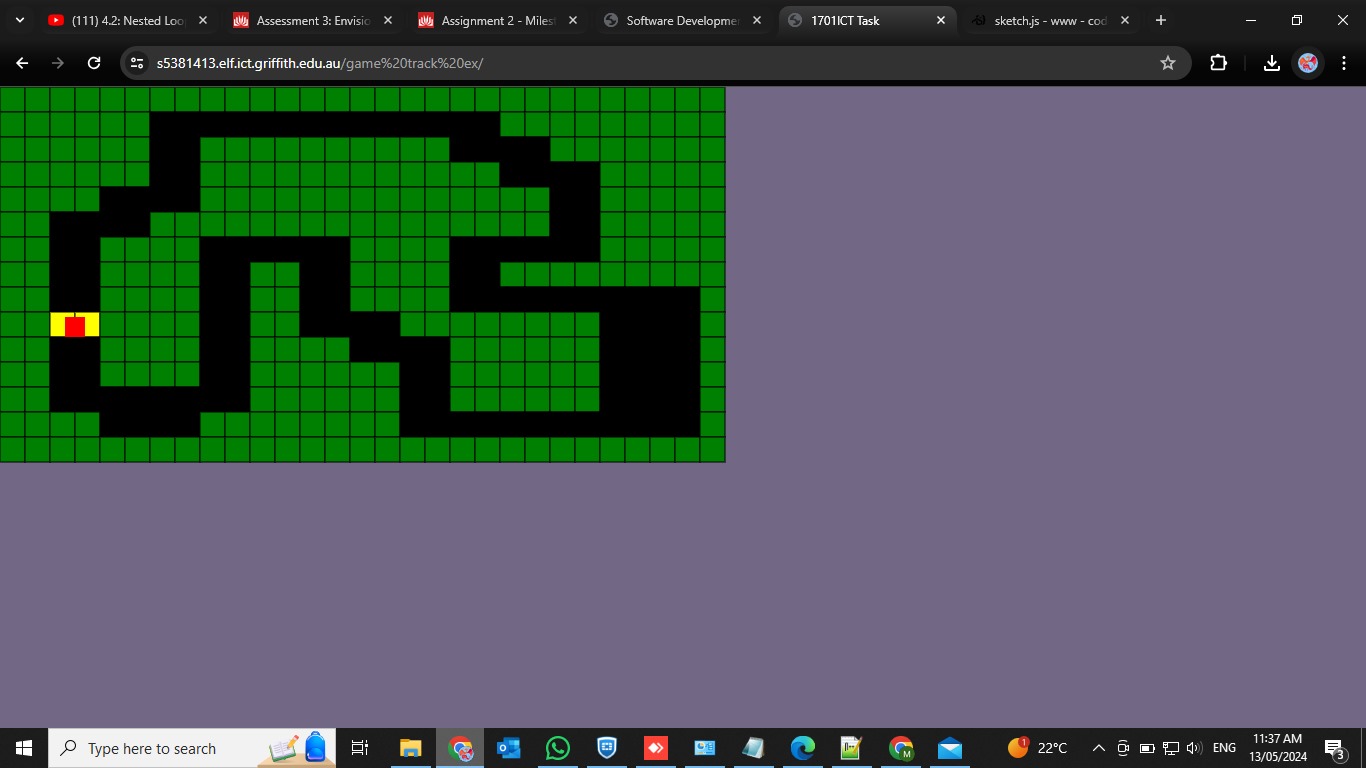 (111) 4.2: Nested Loo
Assessment 3: Envisio
Assignment 2 - Miles
Software Developme
1701ICT Task
sketch.js - www - cod
s5381413.elf.ict.griffith.edu.au/game%20track%20ex/
Type here to search
1
22°C
ENG
11:37 AM
13/05/2024
3